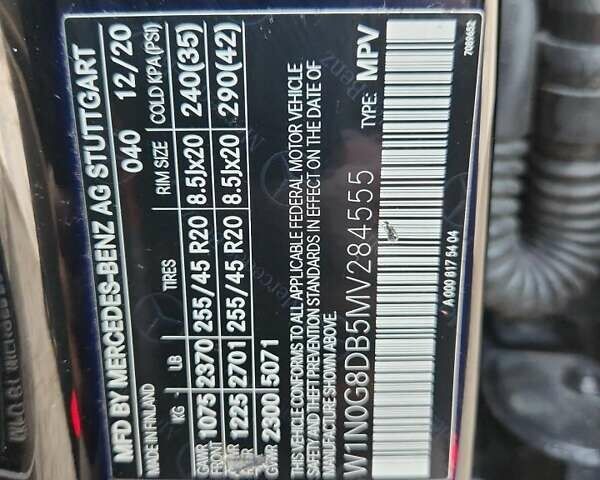 MFD BY MERCEDES-BENZ AG STUTTGART
MADE IN FINLAND 040 12/20
KG LB TIRES RIM SIZE COLD KPA(PSI)
GAWR FRONT 1075 2370 255/45 R20 8.5Jx20 240(35)
GAWR 1225 2701 255/45 R20 8.5Jx20 290(42)
GVWR 2300 5071
THIS VEHICLE CONFORMS TO ALL APPLICABLE FEDERAL MOTOR VEHICLE
AND THEFT PREVENTION STANDARDS IN EFFECT ON THE DATE OF
MANUFACTURE SHOWN ABOVE.
W1N0G8DB5MV284555 TYPE: MPV
A 000 817 54 04
7089652